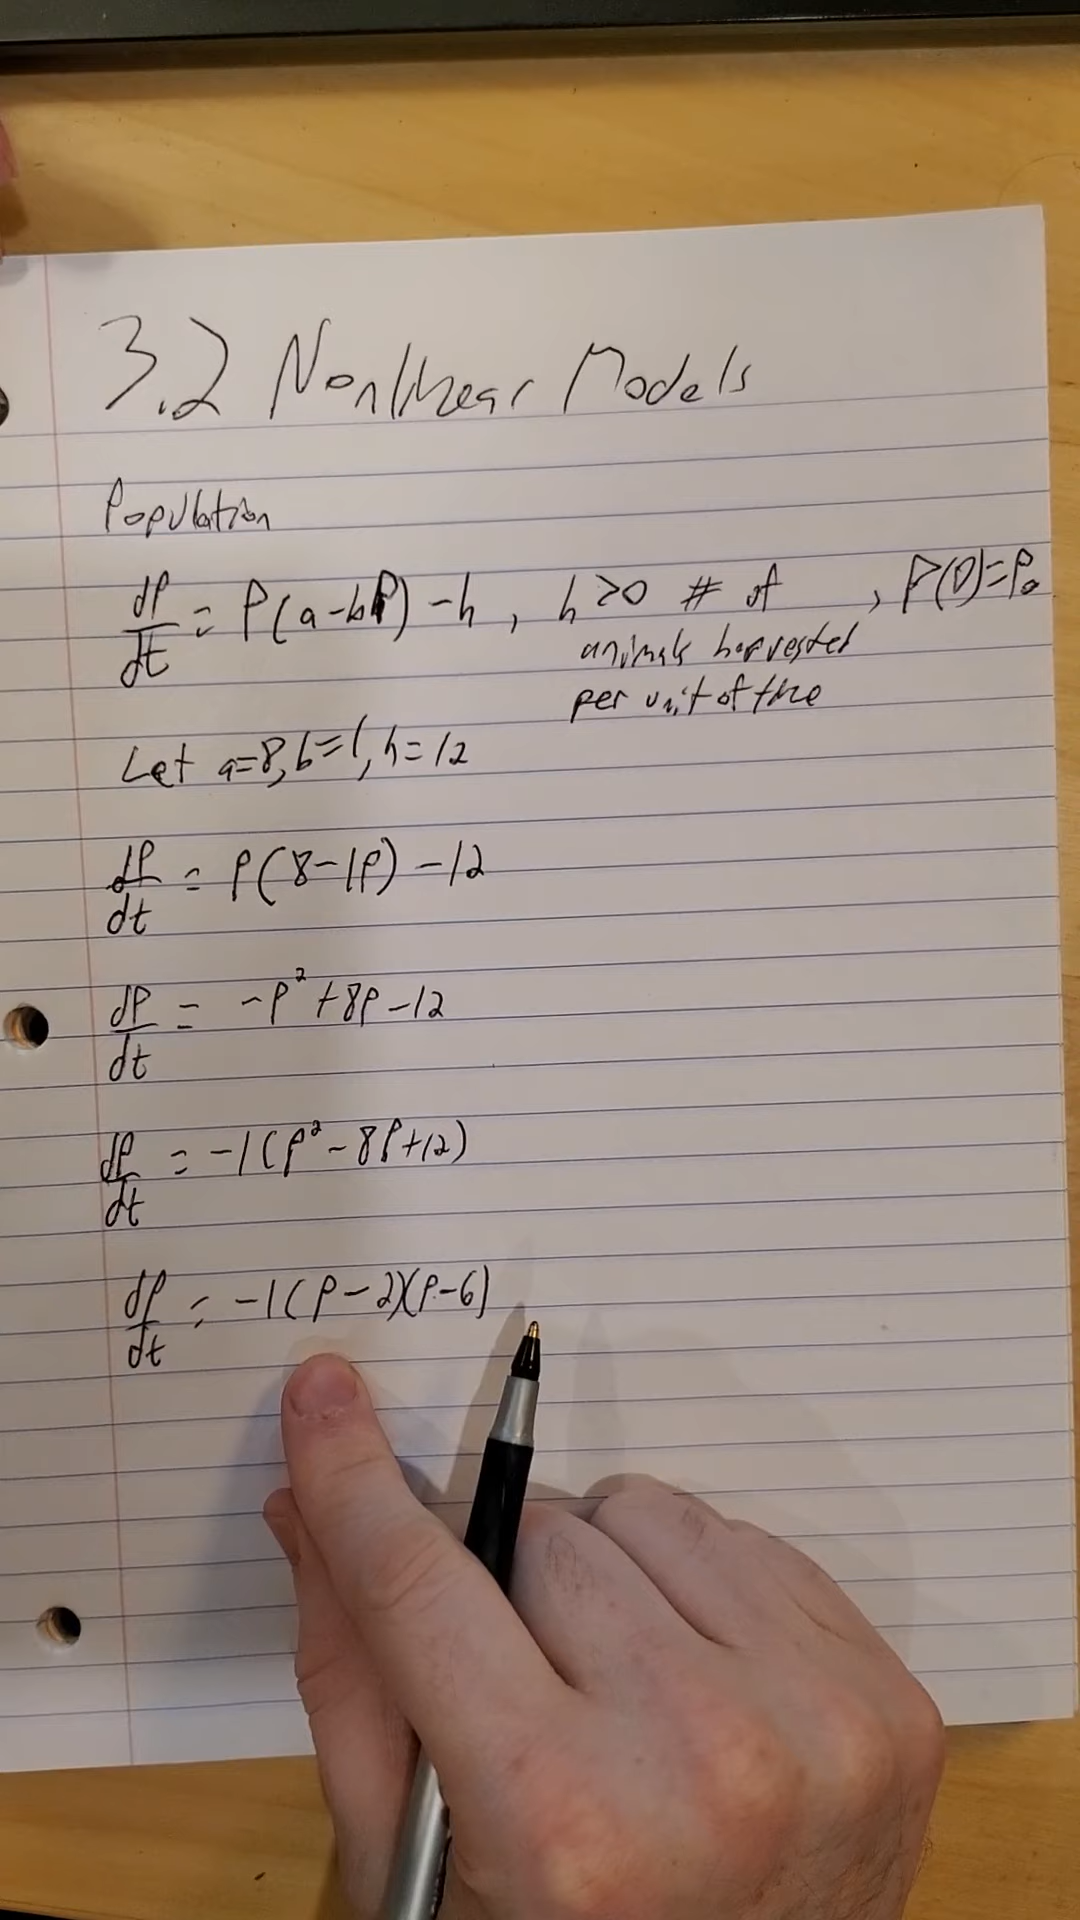 3.2 Nonlinear Models
Population
dP/dt = P(a-bP) -h , h>0 # of animals harvested per unit of time , P(0)=P₀
Let a=8, b=1, h=12
dP/dt = P(8-1P) -12
dP/dt = -P² +8P -12
dP/dt = -1(P² - 8P+12)
dP/dt = -1(P-2)(P-6)